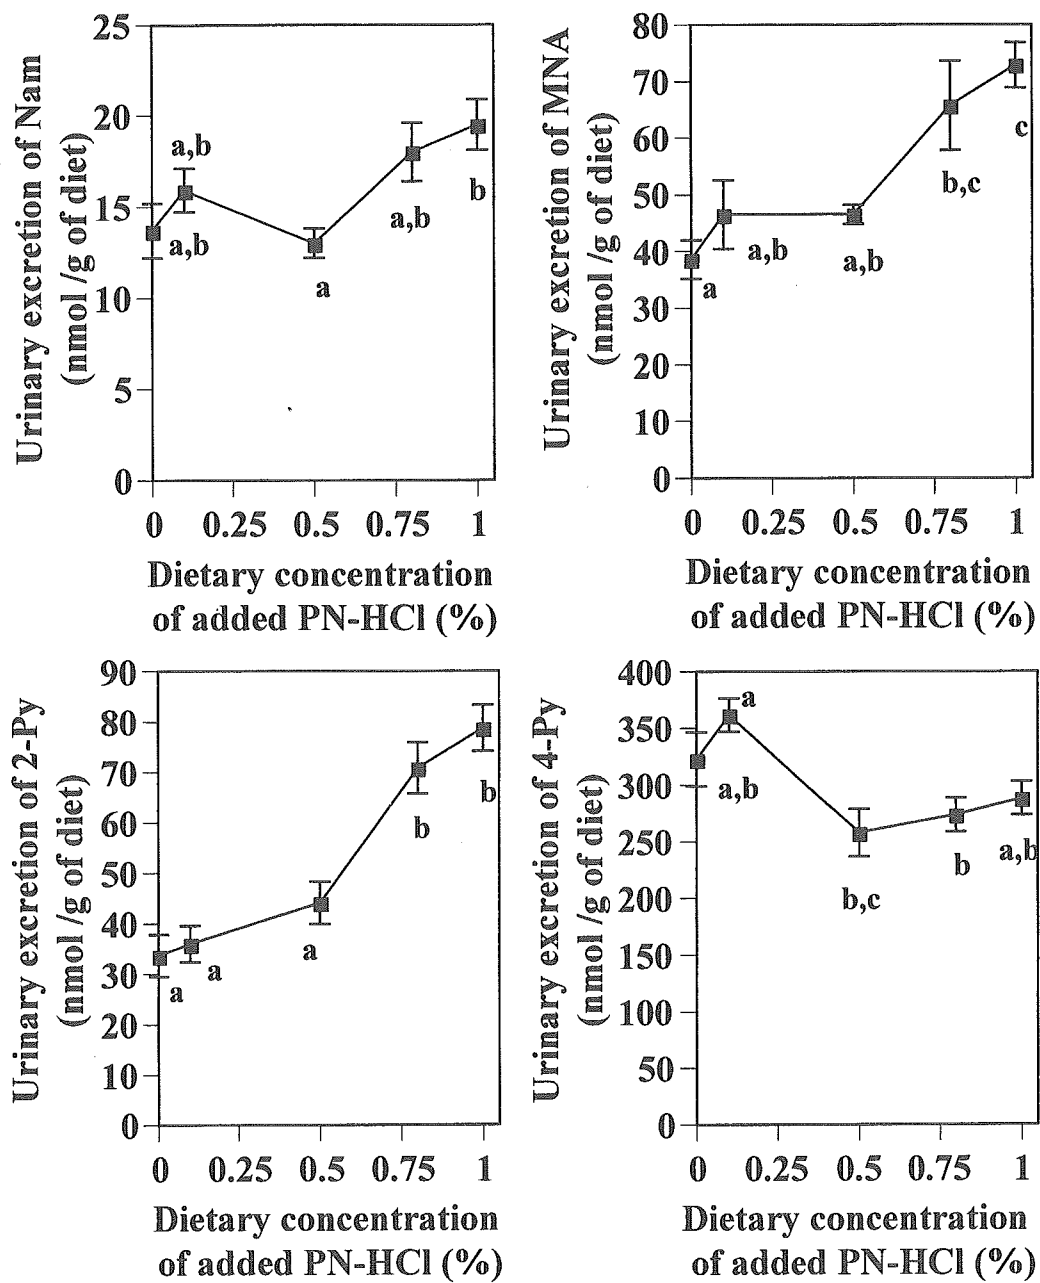 Urinary excretion of Nam
(nmol /g of diet)
25
20
15
10
5
0
a,b
a,b
a
a,b
b
0 0.25 0.5 0.75 1
Dietary concentration
of added PN-HCl (%)
Urinary excretion of MNA
(nmol /g of diet)
80
70
60
50
40
30
20
10
0
a
a,b
a,b
b,c
c
0 0.25 0.5 0.75 1
Dietary concentration
of added PN-HCl (%)
Urinary excretion of 2-Py
(nmol /g of diet)
90
80
70
60
50
40
30
20
10
0
a
a
a
b
b
0 0.25 0.5 0.75 1
Dietary concentration
of added PN-HCl (%)
Urinary excretion of 4-Py
(nmol /g of diet)
400
350
300
250
200
150
100
50
0
a
a,b
b,c
b
a,b
0 0.25 0.5 0.75 1
Dietary concentration
of added PN-HCl (%)